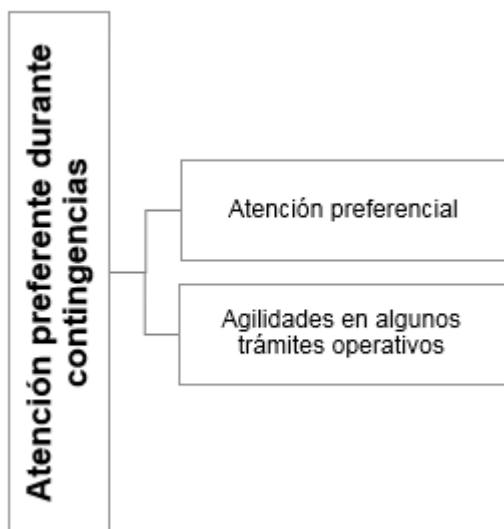 Atención preferente durante
contingencias
Atención preferencial
Agilidades en algunos
trámites operativos